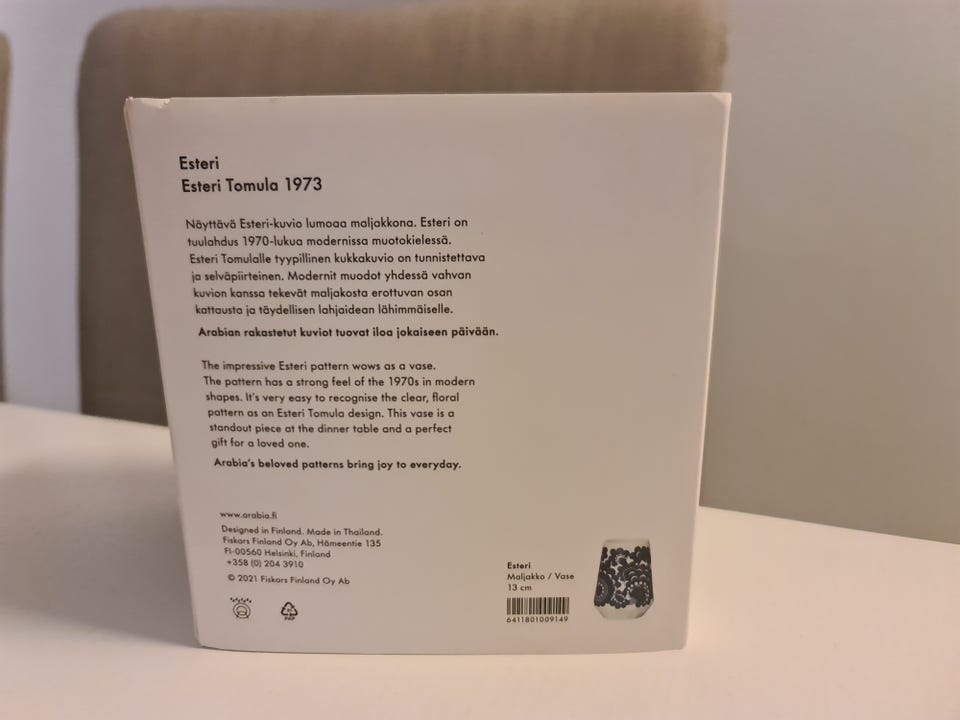 Esteri
Esteri Tomula 1973
Näyttävä Esteri-kuvio lumoaa maljakkona. Esteri on
tuulahdus 1970-lukua modernissa muotokielessä.
Esteri Tomulalle tyypillinen kukkakuvio on tunnistettava
ja selväpiirteinen. Modernit muodot yhdessä vahvan
kuvion kanssa tekevät maljakosta erottuvan osan
kattausta ja täydellisen lahjaidean lähimmäiselle.
Arabian rakastetut kuviot tuovat iloa jokaiseen päivään.
The impressive Esteri pattern wows as a vase.
The pattern has a strong feel of the 1970s in modern
shapes. It's very easy to recognise the clear, floral
pattern as an Esteri Tomula design. This vase is a
standout piece at the dinner table and a perfect
gift for a loved one.
Arabia's beloved patterns bring joy to everyday.
www.arabia.fi
Designed in Finland. Made in Thailand.
Fiskars Finland Oy Ab, Hämeentie 135
FI-00560 Helsinki, Finland
+358 (0) 204 3910
© 2021 Fiskars Finland Oy Ab
PAP
Esteri
Maljakko / Vase
13 cm
6411801009149